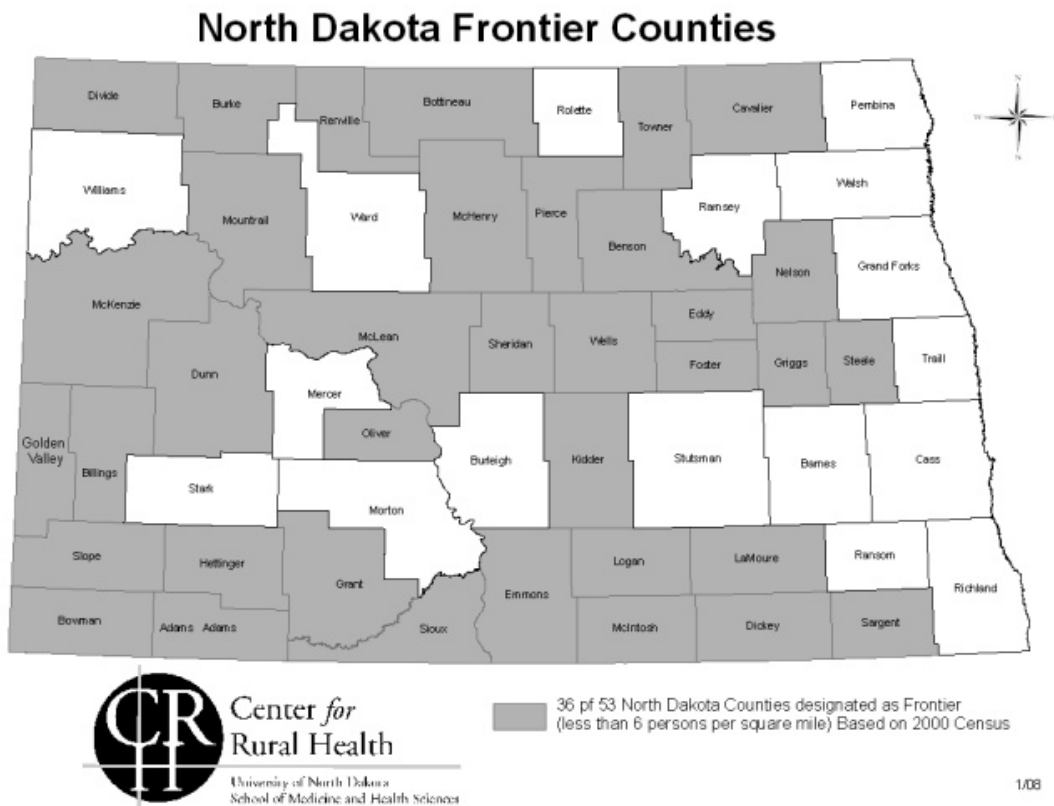 North Dakota Frontier Counties
Divide
Burke
Renville
Bottineau
Rolette
Towner
Cavalier
Pembina
N
W
S
Williams
Mountrail
Ward
McHenry
Pierce
Benson
Ramsey
Walsh
Nelson
Grand Forks
McKenzie
Dunn
McLean
Sheridan
Wells
Eddy
Foster
Griggs
Steele
Traill
Mercer
Oliver
Golden
Valley
Billings
Stark
Morton
Burleigh
Kidder
Stutsman
Barnes
Cass
Slope
Hettinger
Grant
Emmons
Logan
LaMoure
Ransom
Richland
Bowman
Adams Adams
Sioux
McIntosh
Dickey
Sargent
CRH
Center for
Rural Health
University of North Dakota
School of Medicine and Health Sciences
36 pf 53 North Dakota Counties designated as Frontier
(less than 6 persons per square mile) Based on 2000 Census
1/08